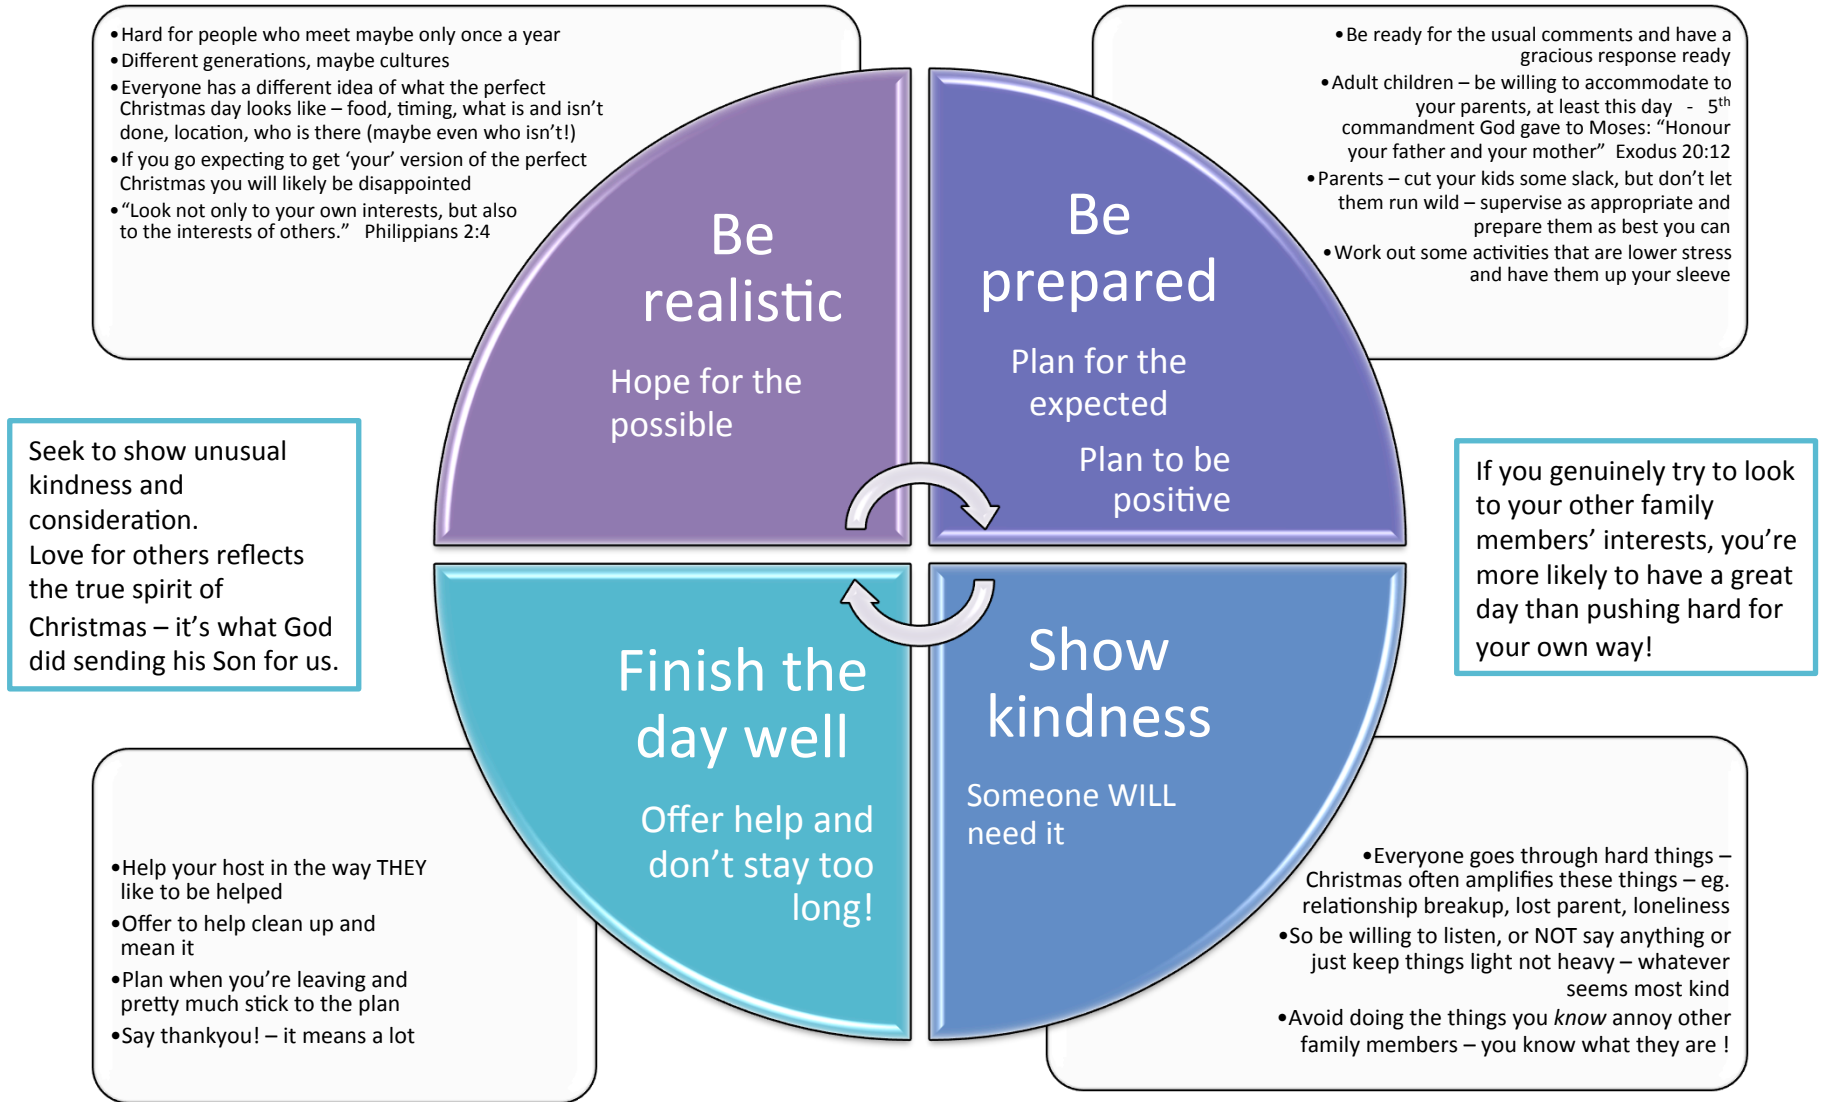 •Hard for people who meet maybe only once a year
•Different generations, maybe cultures
•Everyone has a different idea of what the perfect
Christmas day looks like – food, timing, what is and isn't
done, location, who is there (maybe even who isn't!)
•If you go expecting to get 'your' version of the perfect
Christmas you will likely be disappointed
•“Look not only to your own interests, but also
to the interests of others.” Philippians 2:4
•Be ready for the usual comments and have a
gracious response ready
•Adult children – be willing to accommodate to
your parents, at least this day - 5th
commandment God gave to Moses: “Honour
your father and your mother” Exodus 20:12
•Parents – cut your kids some slack, but don't let
them run wild – supervise as appropriate and
prepare them as best you can
•Work out some activities that are lower stress
and have them up your sleeve
Be
realistic
Hope for the
possible
Be
prepared
Plan for the
expected
Plan to be
positive
Seek to show unusual
kindness and
consideration.
Love for others reflects
the true spirit of
Christmas – it's what God
did sending his Son for us.
If you genuinely try to look
to your other family
members' interests, you're
more likely to have a great
day than pushing hard for
your own way!
Finish the
day well
Offer help and
don't stay too
long!
Show
kindness
Someone WILL
need it
•Help your host in the way THEY
like to be helped
•Offer to help clean up and
mean it
•Plan when you're leaving and
pretty much stick to the plan
•Say thankyou! – it means a lot
•Everyone goes through hard things –
Christmas often amplifies these things – eg.
relationship breakup, lost parent, loneliness
•So be willing to listen, or NOT say anything or
just keep things light not heavy – whatever
seems most kind
•Avoid doing the things you know annoy other
family members – you know what they are !